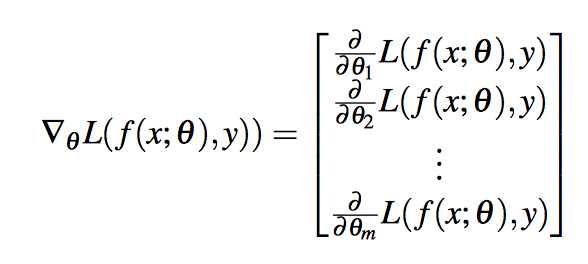 ∇θL(f(x;θ),y)) = [
∂/∂θ₁ L(f(x;θ),y)
∂/∂θ₂ L(f(x;θ),y)
⋮
∂/∂θₘ L(f(x;θ),y)
]